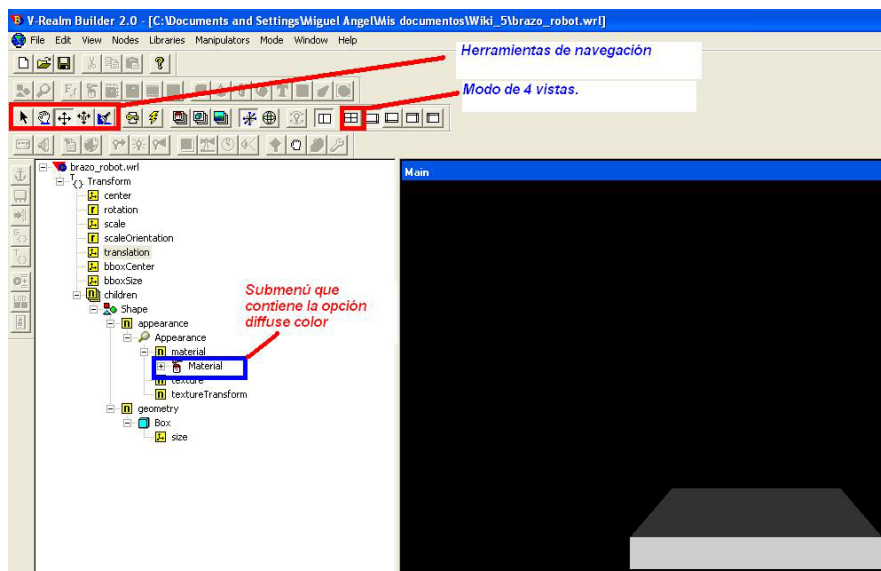 V-Realm Builder 2.0 - [C:\Documents and Settings\Miguel Angel\Mis documentos\Wiki_5\brazo_robot.wrl]
File Edit View Nodes Libraries Manipulators Mode Window Help
Herramientas de navegación
Modo de 4 vistas.
brazo_robot.wrl
Main
Transform
center
rotation
scale
scaleOrientation
translation
bboxCenter
bboxSize
children
Submenú que
contiene la opción
diffuse color
Shape
appearance
Appearance
material
Material
texture
textureTransform
geometry
Box
size